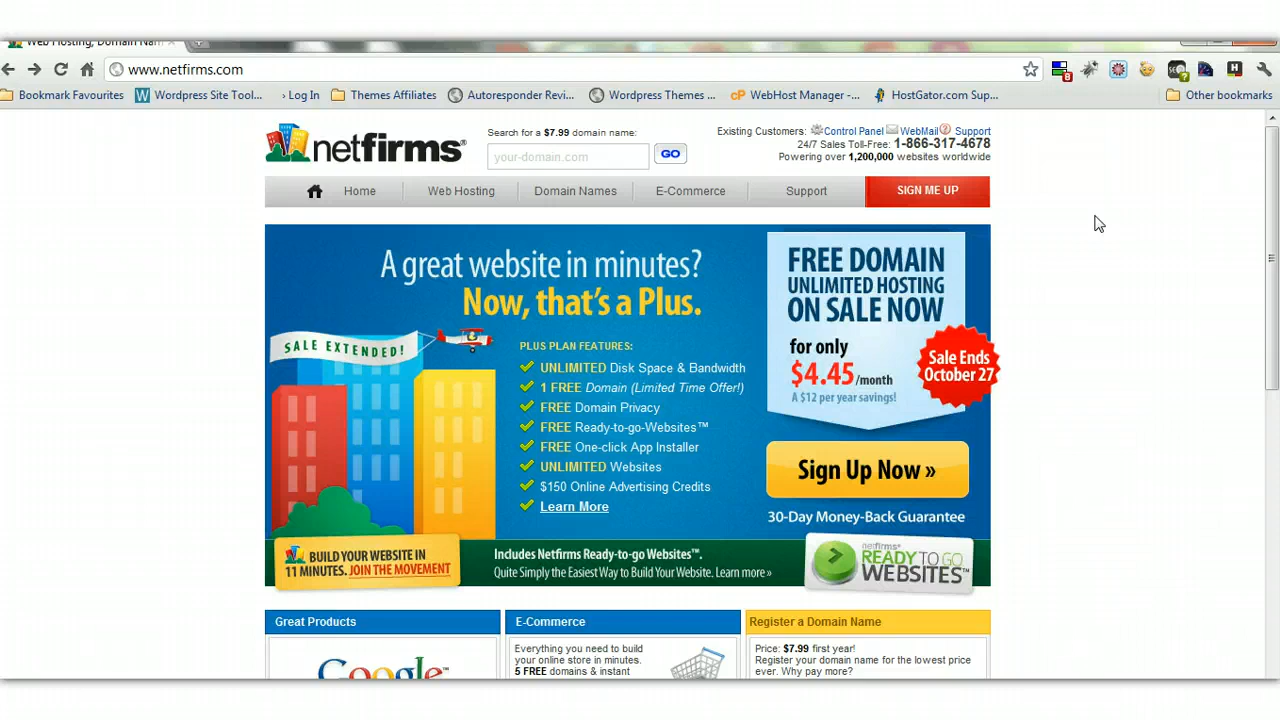 Web Hosting, Domain Nam
www.netfirms.com
Bookmark Favourites
Wordpress Site Tool...
› Log In
Themes Affiliates
Autoresponder Revi...
Wordpress Themes ...
WebHost Manager -...
HostGator.com Sup...
Other bookmarks
netfirms®
Search for a $7.99 domain name:
your-domain.com
GO
Existing Customers: Control Panel WebMail Support
24/7 Sales Toll-Free: 1-866-317-4678
Powering over 1,200,000 websites worldwide
Home
Web Hosting
Domain Names
E-Commerce
Support
SIGN ME UP
A great website in minutes?
Now, that's a Plus.
SALE EXTENDED!
PLUS PLAN FEATURES:
UNLIMITED Disk Space & Bandwidth
1 FREE Domain (Limited Time Offer!)
FREE Domain Privacy
FREE Ready-to-go-Websites™
FREE One-click App Installer
UNLIMITED Websites
$150 Online Advertising Credits
Learn More
FREE DOMAIN
UNLIMITED HOSTING
ON SALE NOW
for only
$4.45/month
A $12 per year savings!
Sale Ends
October 27
Sign Up Now »
30-Day Money-Back Guarantee
BUILD YOUR WEBSITE IN
11 MINUTES. JOIN THE MOVEMENT
Includes Netfirms Ready-to-go Websites™.
Quite Simply the Easiest Way to Build Your Website. Learn more »
netfirms®
READY TO GO
WEBSITES™
Great Products
Google™
E-Commerce
Everything you need to build
your online store in minutes.
5 FREE domains & instant
Register a Domain Name
Price: $7.99 first year!
Register your domain name for the lowest price
ever. Why pay more?